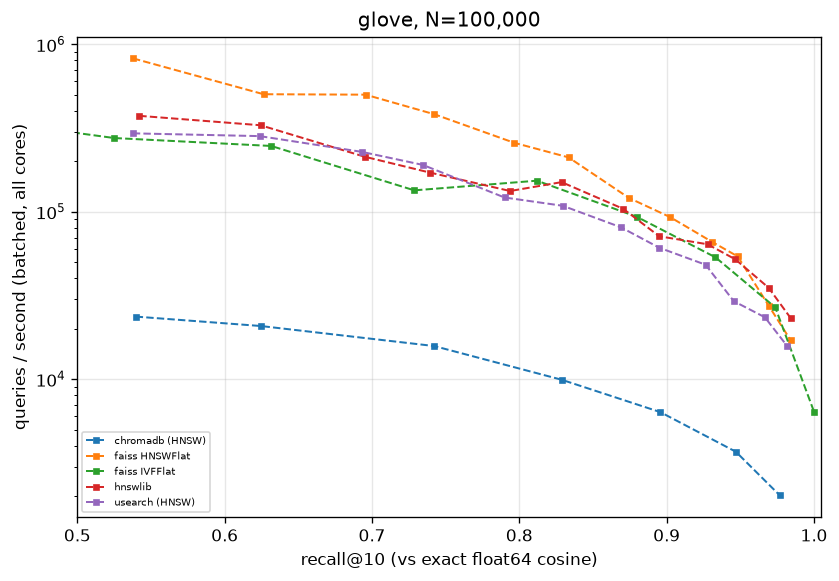 glove, N=100,000
queries / second (batched, all cores)
10^6
10^5
10^4
chromadb (HNSW)
faiss HNSWFlat
faiss IVFFlat
hnswlib
usearch (HNSW)
0.5 0.6 0.7 0.8 0.9 1.0
recall@10 (vs exact float64 cosine)